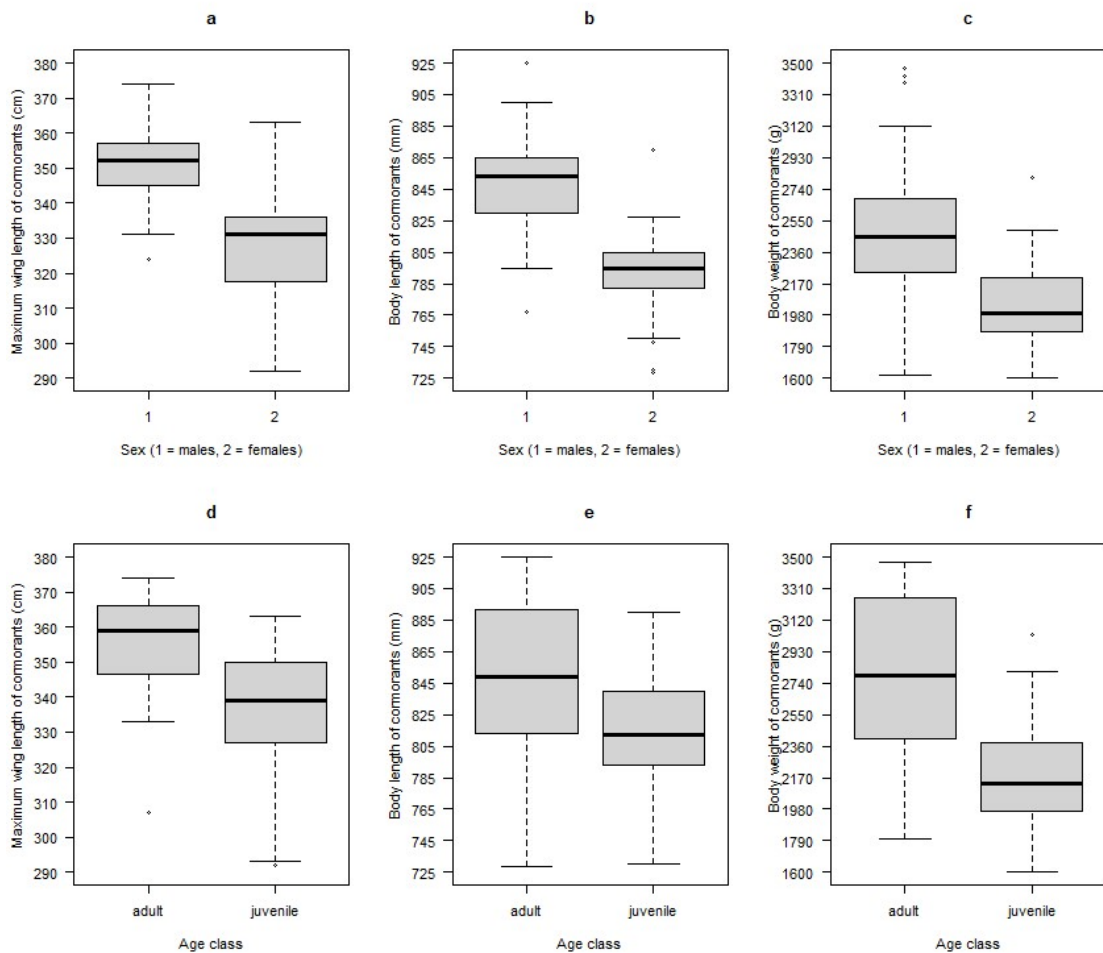 a
b
c
Maximum wing length of cormorants (cm)
380
370
360
350
340
330
320
310
300
290
1
2
Sex (1 = males, 2 = females)
Body length of cormorants (mm)
925
905
885
865
845
825
805
785
765
745
725
1
2
Sex (1 = males, 2 = females)
Body weight of cormorants (g)
3500
3310
3120
2930
2740
2550
2360
2170
1980
1790
1600
1
2
Sex (1 = males, 2 = females)
d
e
f
Maximum wing length of cormorants (cm)
380
370
360
350
340
330
320
310
300
290
adult
juvenile
Age class
Body length of cormorants (mm)
925
905
885
865
845
825
805
785
765
745
725
adult
juvenile
Age class
Body weight of cormorants (g)
3500
3310
3120
2930
2740
2550
2360
2170
1980
1790
1600
adult
juvenile
Age class